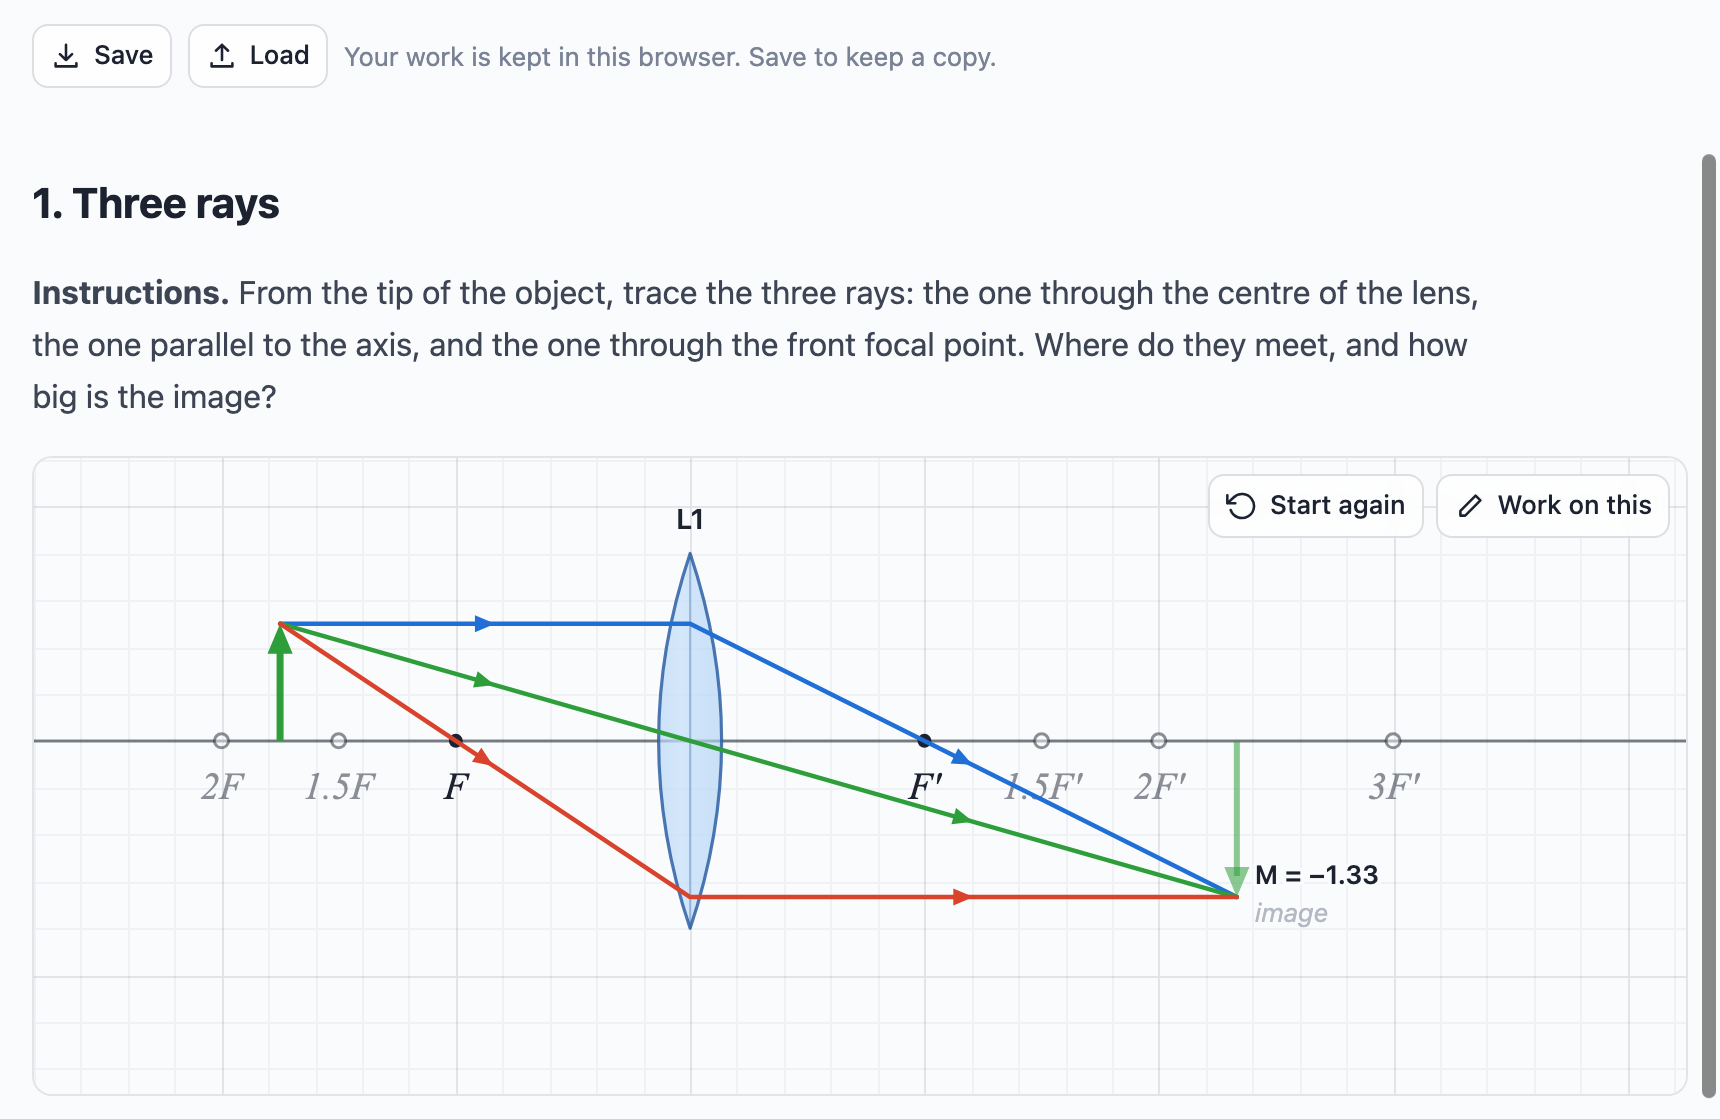 Save
Load
Your work is kept in this browser. Save to keep a copy.
1. Three rays
Instructions. From the tip of the object, trace the three rays: the one through the centre of the lens,
the one parallel to the axis, and the one through the front focal point. Where do they meet, and how
big is the image?
Start again
Work on this
L1
2F
1.5F
F
F'
1.5F'
2F'
3F'
M = −1.33
image